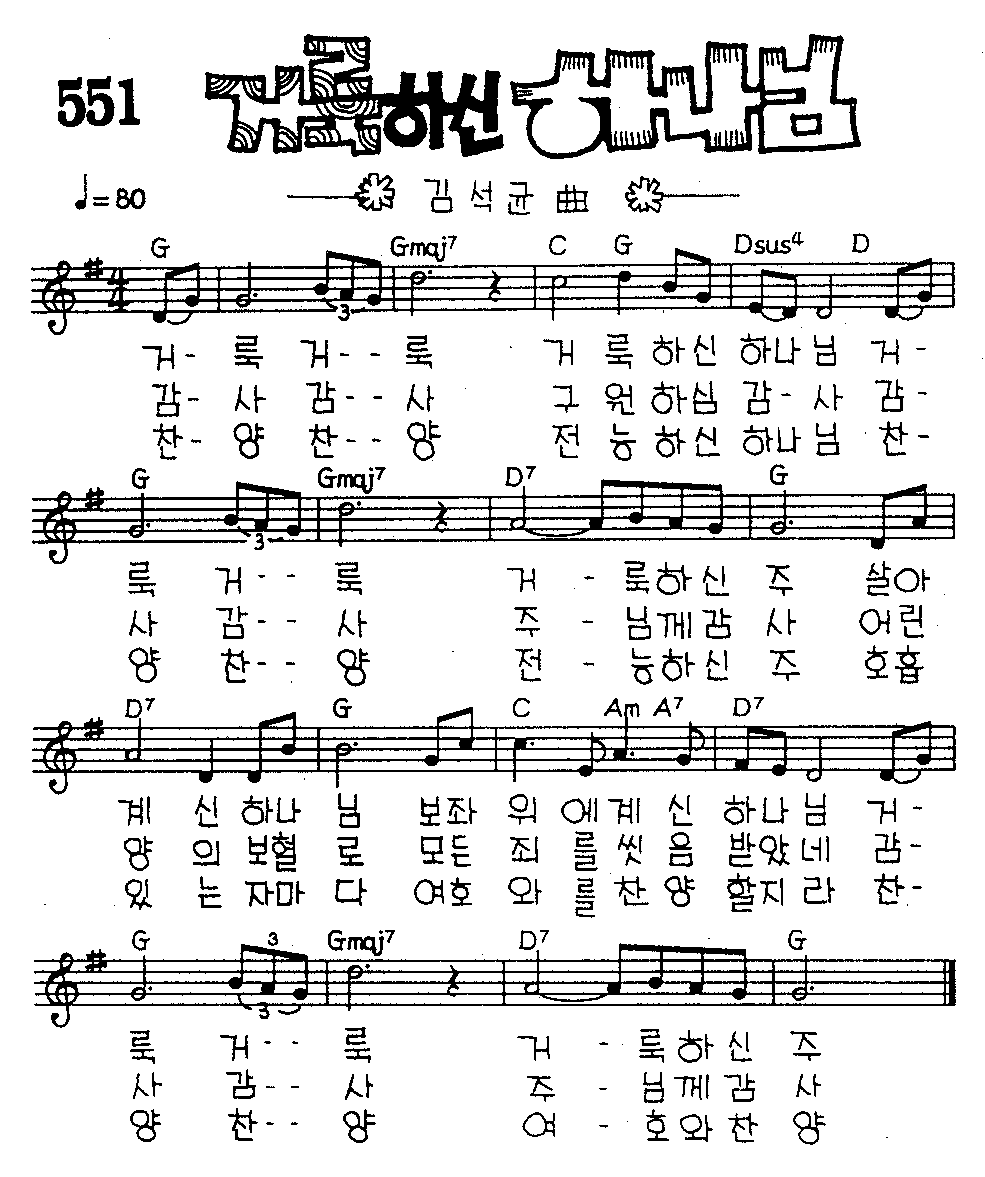 551 거룩하신 하나님
♩= 80 김석균 曲
G Gmaj7 C G Dsus4 D
4/4 3
거- 룩 거-- 룩 거 룩 하신 하나님 거-
감- 사 감-- 사 구 원 하심 감- 사 감-
찬- 양 찬-- 양 전 능 하신 하나님 찬-
G Gmaj7 D7 G
3
룩 거-- 룩 거 - 룩하신 주 살아
사 감-- 사 주 - 님께감 사 어린
양 찬-- 양 전 - 능하신 주 호흡
D7 G C Am A7 D7
계 신 하나 님 보좌 위 에계 신 하나님 거-
양 의 보혈 로 모든 죄 를씻 음 받았네 감-
있 는 자마 다 여호 와 를찬 양 할지라 찬-
G 3 Gmaj7 D7 G
3
룩 거-- 룩 거 - 룩하신 주
사 감-- 사 주 - 님께감 사
양 찬-- 양 여 - 호와찬 양